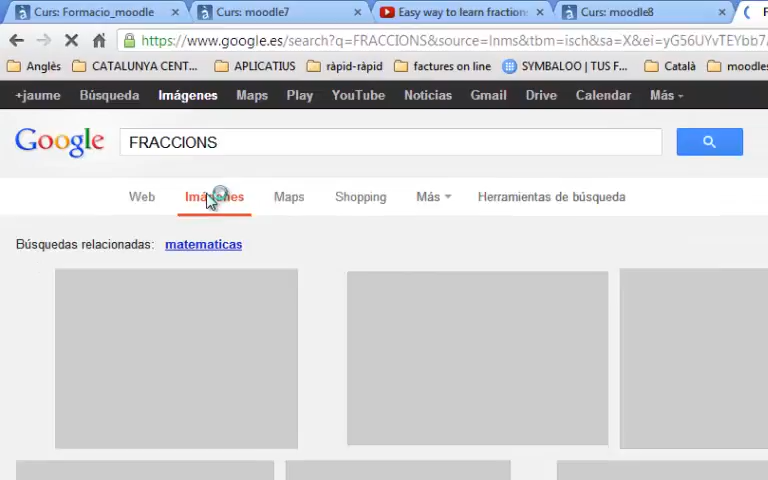 Curs: Formacio_moodle × Curs: moodle7 × Easy way to learn fraction × Curs: moodle8 ×
https://www.google.es/search?q=FRACCIONS&source=lnms&tbm=isch&sa=X&ei=yG56UYvTEYbb7
Anglès CATALUNYA CENT... APLICATIUS ràpid-ràpid factures on line SYMBALOO | TUS F... Català moodles
+jaume Búsqueda Imágenes Maps Play YouTube Noticias Gmail Drive Calendar Más
Google FRACCIONS
Web Imágenes Maps Shopping Más Herramientas de búsqueda
Búsquedas relacionadas: matematicas